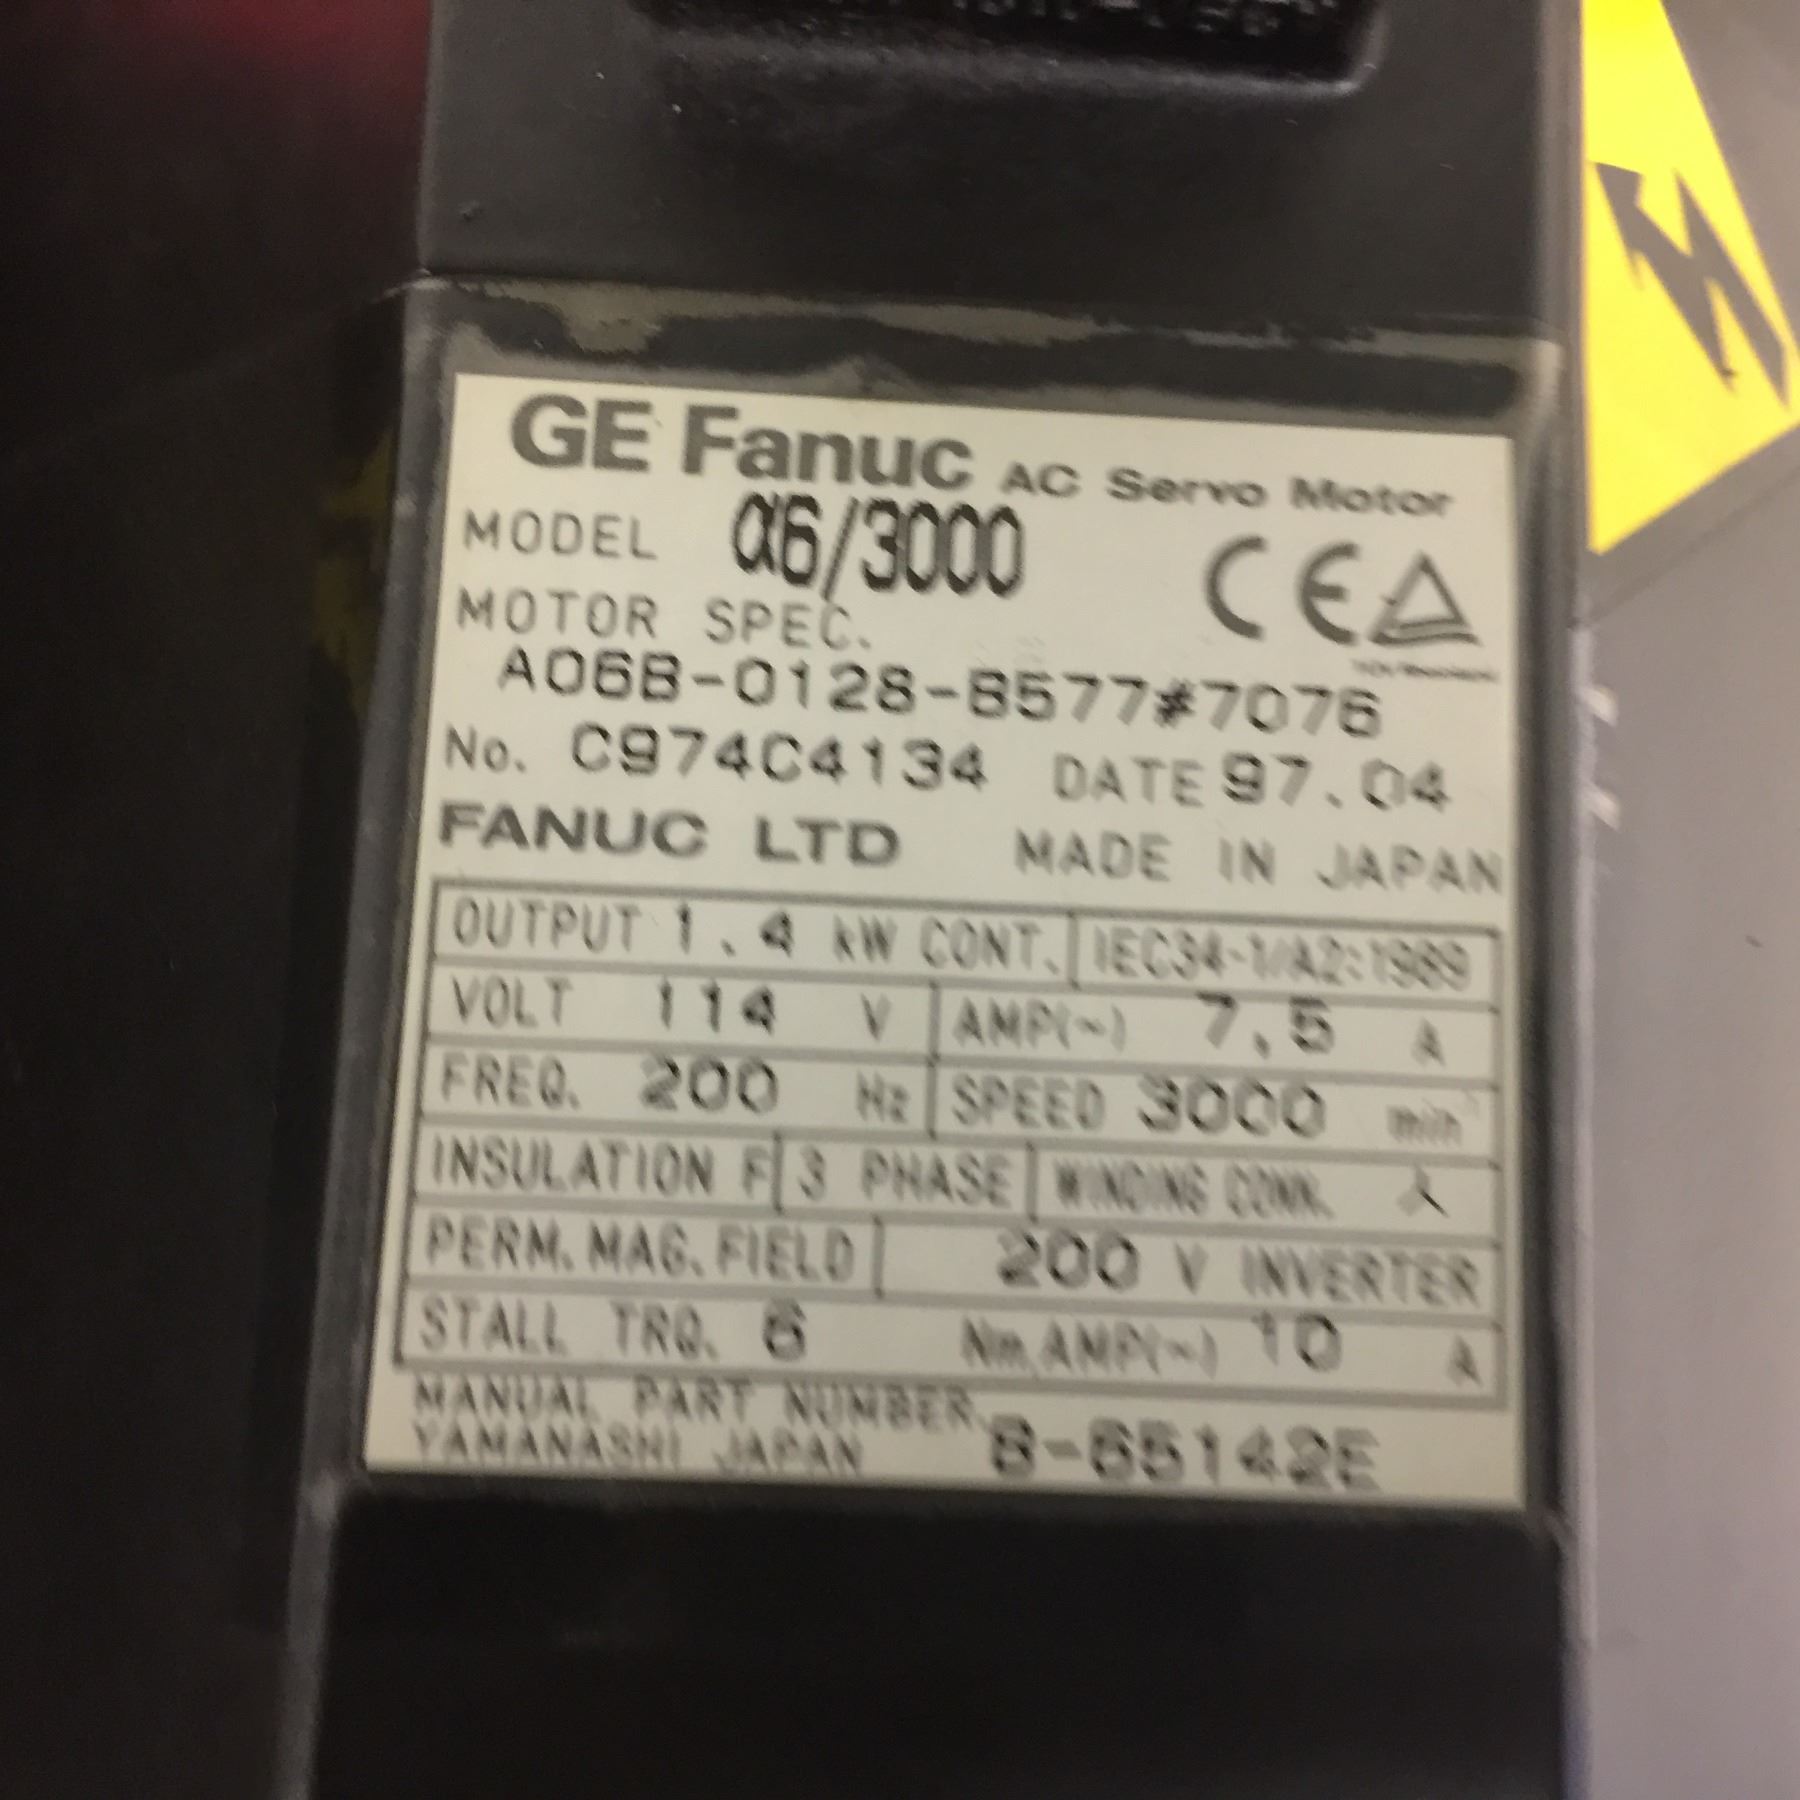 GE Fanuc AC Servo Motor
MODEL α6/3000
CE
MOTOR SPEC.
A06B-0128-B577#7076
No. C974C4134 DATE 97.04
FANUC LTD MADE IN JAPAN
OUTPUT 1.4 kW CONT. IEC34-1/A2:1989
VOLT 114 V AMP(~) 7.5 A
FREQ. 200 Hz SPEED 3000 min⁻¹
INSULATION F 3 PHASE WINDING CONN.
PERM. MAG. FIELD 200 V INVERTER
STALL TRQ. 6 Nm AMP(~) 10 A
MANUAL PART NUMBER.
YAMANASHI JAPAN B-65142E